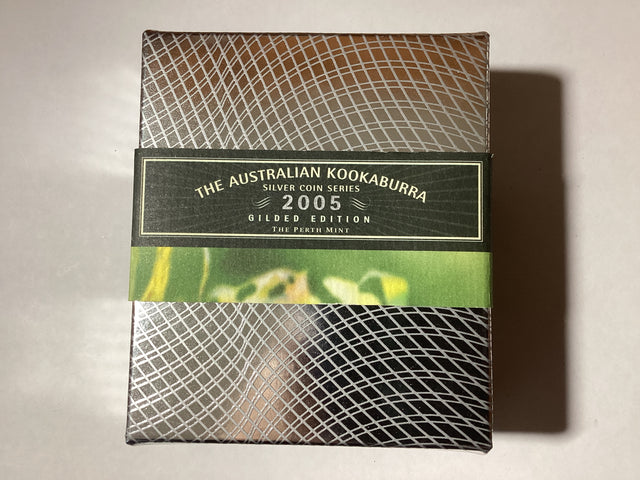 THE AUSTRALIAN KOOKABURRA
SILVER COIN SERIES
2005
GILDED EDITION
THE PERTH MINT